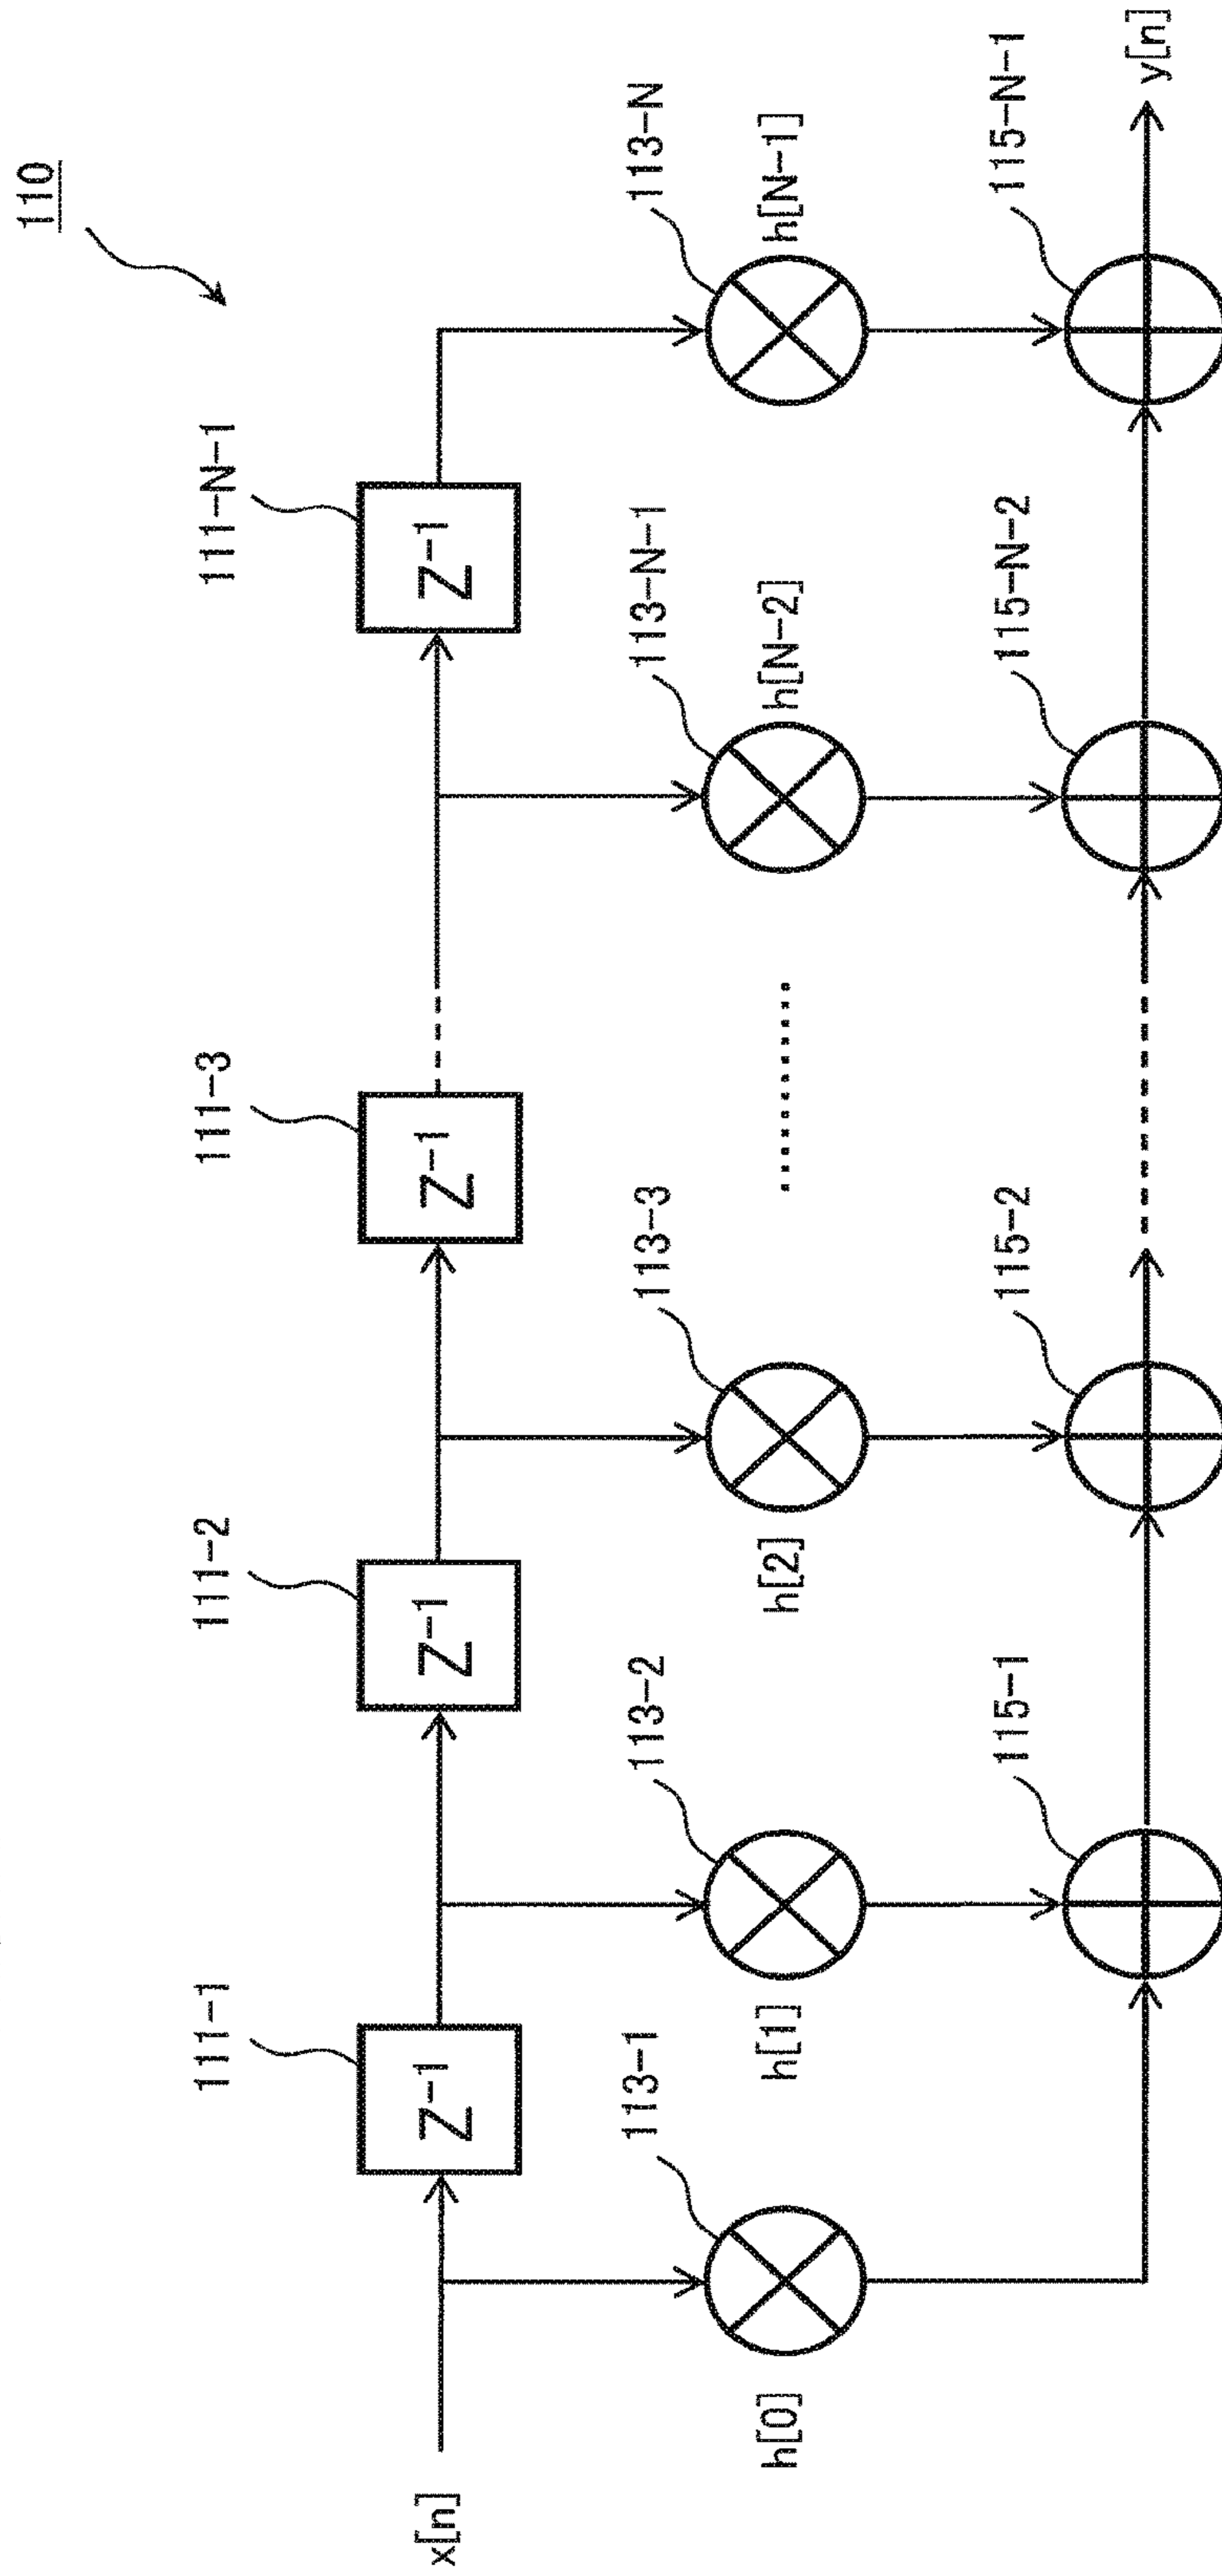 110
111-1
111-2
111-3
111-N-1
x[n]
Z-1
Z-1
Z-1
Z-1
113-1
113-2
113-3
113-N-1
113-N
h[0]
h[1]
h[2]
h[N-2]
h[N-1]
115-1
115-2
115-N-2
115-N-1
y[n]